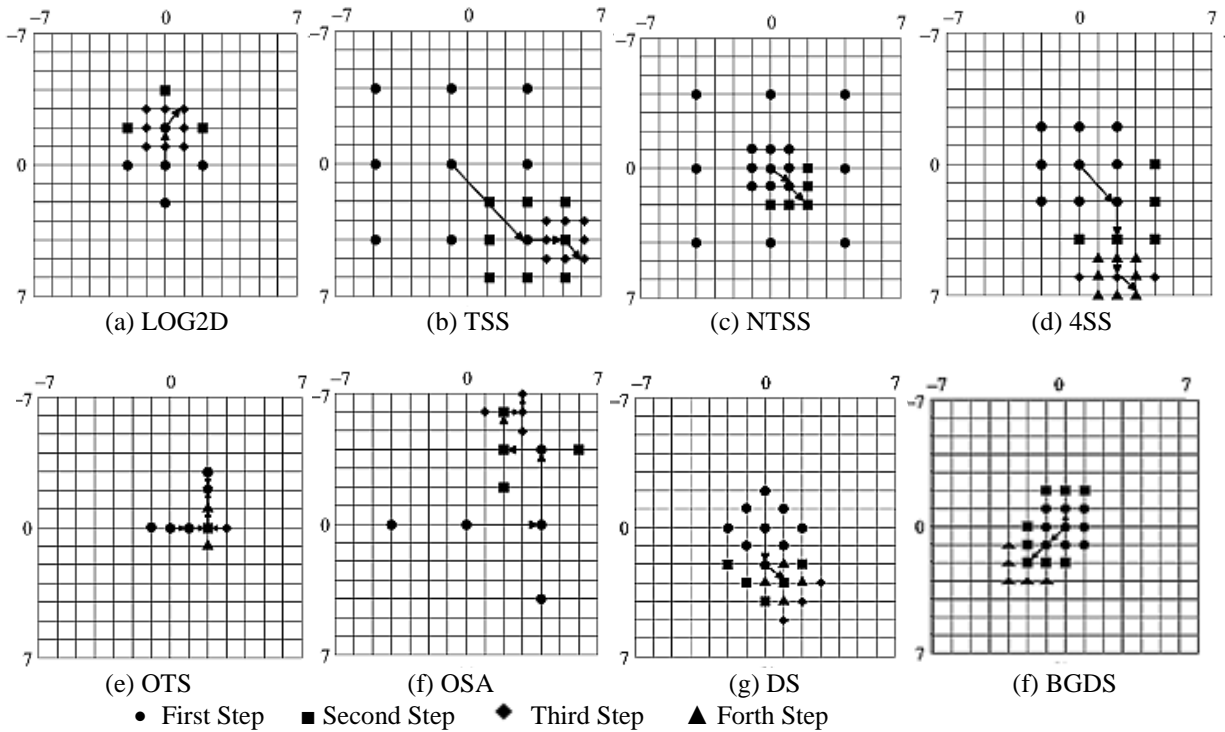 −7 0 7
−7
0
7
(a) LOG2D
−7 0 7
−7
0
7
(b) TSS
−7 0 7
−7
0
7
(c) NTSS
−7 0 7
−7
0
7
(d) 4SS
−7 0 7
−7
0
7
(e) OTS
−7 0 7
−7
0
7
(f) OSA
−7 0 7
−7
0
7
(g) DS
−7 0 7
−7
0
7
(f) BGDS
● First Step ■ Second Step ◆ Third Step ▲ Forth Step